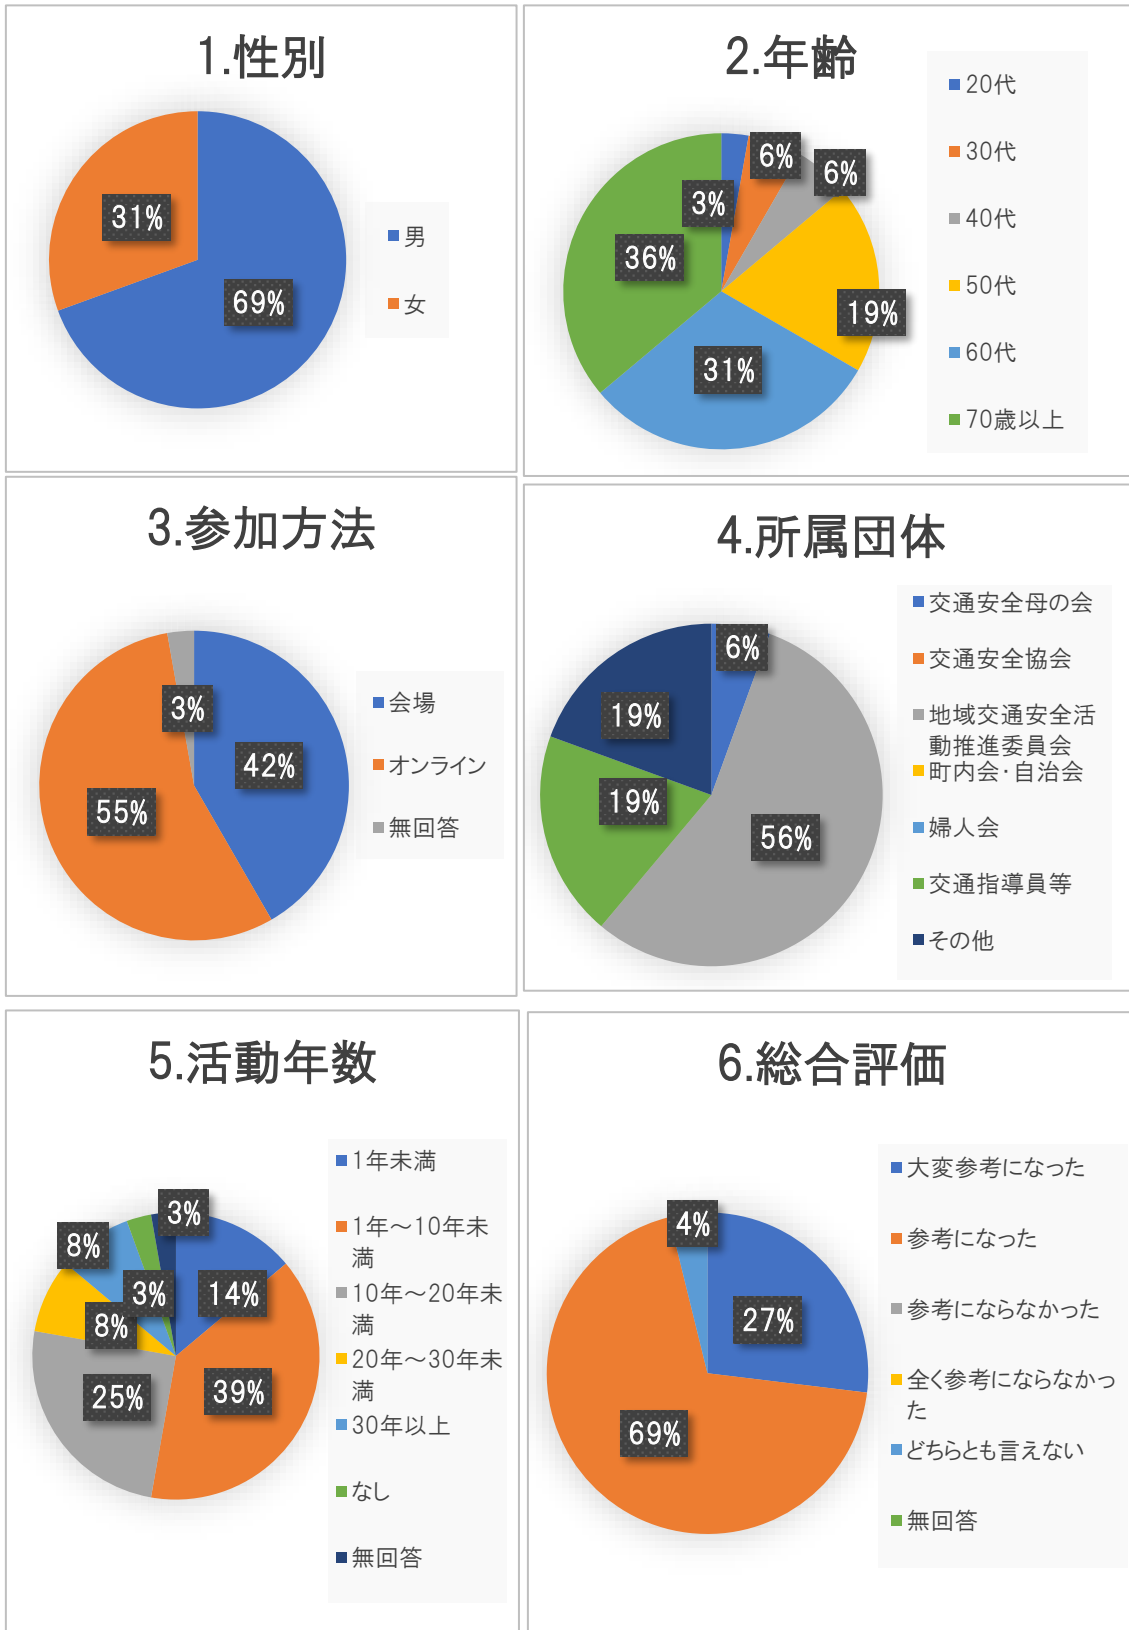 1.性別
31%
69%
男
女
2.年齢
3%
6%
6%
19%
31%
36%
20代
30代
40代
50代
60代
70歳以上
3.参加方法
3%
42%
55%
会場
オンライン
無回答
4.所属団体
6%
19%
19%
56%
交通安全母の会
交通安全協会
地域交通安全活
動推進委員会
町内会・自治会
婦人会
交通指導員等
その他
5.活動年数
3%
8%
3%
14%
8%
25%
39%
1年未満
1年～10年未
満
10年～20年未
満
20年～30年未
満
30年以上
なし
無回答
6.総合評価
4%
27%
69%
大変参考になった
参考になった
参考にならなかった
全く参考にならなかっ
た
どちらとも言えない
無回答